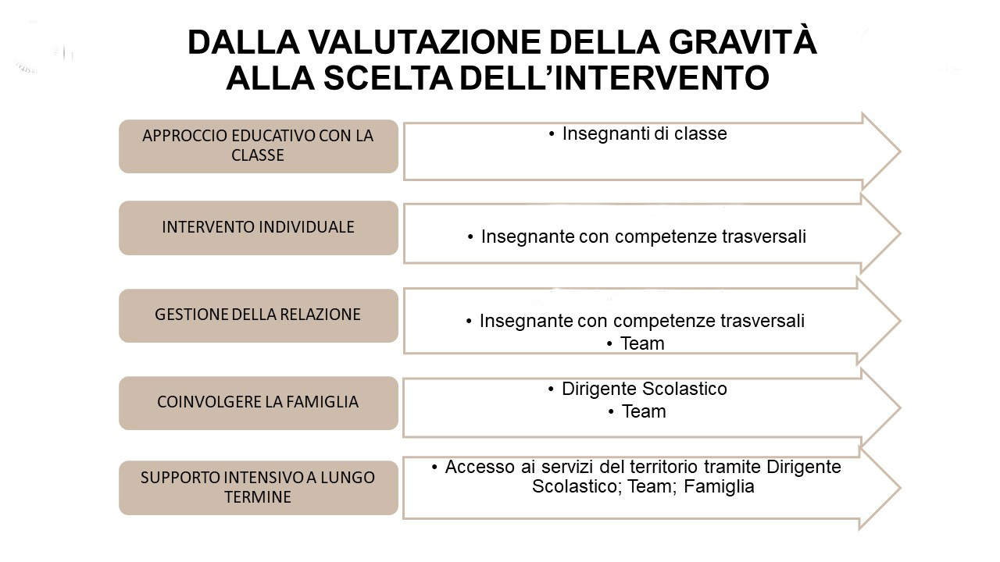 DALLA VALUTAZIONE DELLA GRAVITÀ
ALLA SCELTA DELL’INTERVENTO
APPROCCIO EDUCATIVO CON LA
CLASSE
• Insegnanti di classe
INTERVENTO INDIVIDUALE
• Insegnante con competenze trasversali
GESTIONE DELLA RELAZIONE
• Insegnante con competenze trasversali
• Team
COINVOLGERE LA FAMIGLIA
• Dirigente Scolastico
• Team
SUPPORTO INTENSIVO A LUNGO
TERMINE
• Accesso ai servizi del territorio tramite Dirigente
Scolastico; Team; Famiglia